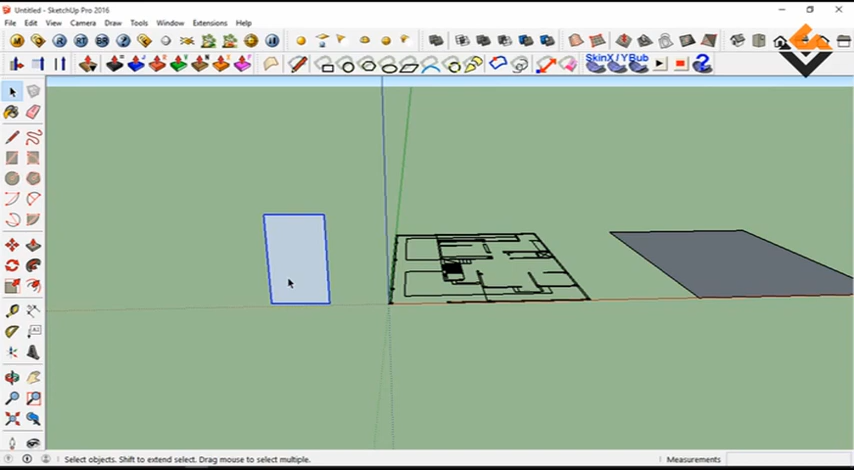 Untitled - SketchUp Pro 2016
File Edit View Camera Draw Tools Window Extensions Help
SkinX / YBub
Select objects. Shift to extend select. Drag mouse to select multiple.
Measurements